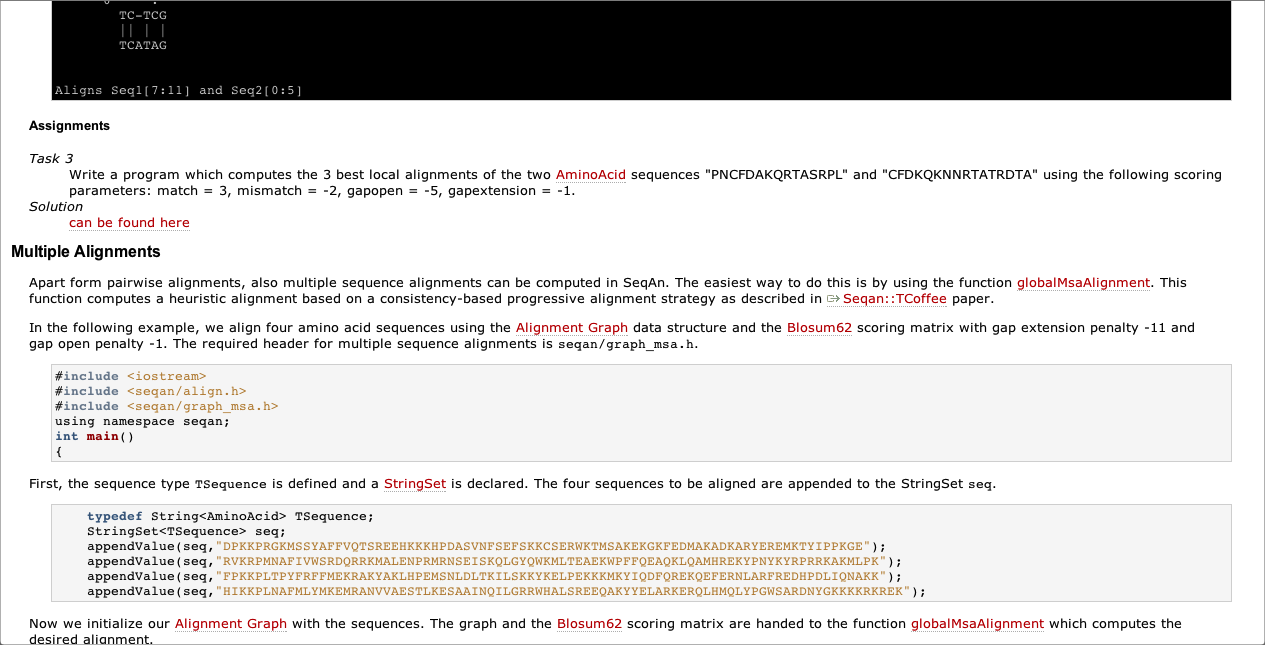 TC-TCG
|| | |
TCATAG
Aligns Seq1[7:11] and Seq2[0:5]
Assignments
Task 3
Write a program which computes the 3 best local alignments of the two AminoAcid sequences "PNCFDAKQRTASRPL" and "CFDKQKNNRTATRDTA" using the following scoring
parameters: match = 3, mismatch = -2, gapopen = -5, gapextension = -1.
Solution
can be found here
Multiple Alignments
Apart form pairwise alignments, also multiple sequence alignments can be computed in SeqAn. The easiest way to do this is by using the function globalMsaAlignment. This
function computes a heuristic alignment based on a consistency-based progressive alignment strategy as described in Seqan::TCoffee paper.
In the following example, we align four amino acid sequences using the Alignment Graph data structure and the Blosum62 scoring matrix with gap extension penalty -11 and
gap open penalty -1. The required header for multiple sequence alignments is seqan/graph_msa.h.
#include <iostream>
#include <seqan/align.h>
#include <seqan/graph_msa.h>
using namespace seqan;
int main()
{
First, the sequence type TSequence is defined and a StringSet is declared. The four sequences to be aligned are appended to the StringSet seq.
typedef String<AminoAcid> TSequence;
StringSet<TSequence> seq;
appendValue(seq,"DPKKPRGKMSSYAFFVQTSREEHKKKHPDASVNFSEFSKKCSERWKTMSAKEKGKFEDMAKADKARYEREMKTYIPPKGE");
appendValue(seq,"RVKRPMNAFIVWSRDQRRKMALENPRMRNSEISKQLGYQWKMLTEAEKWPFFQEAQKLQAMHREKYPNYKYRPRRKAKMLPK");
appendValue(seq,"FPKKPLTPYFRFFMEKRAKYAKLHPEMSNLDLTKILSKKYKELPEKKKMKYIQDFQREKQEFERNLARFREDHPDLIQNAKK");
appendValue(seq,"HIKKPLNAFMLYMKEMRANVVAESTLKESAAINQILGRRWHALSREEQAKYYELARKERQLHMQLYPGWSARDNYGKKKKRKREK");
Now we initialize our Alignment Graph with the sequences. The graph and the Blosum62 scoring matrix are handed to the function globalMsaAlignment which computes the
desired alignment.